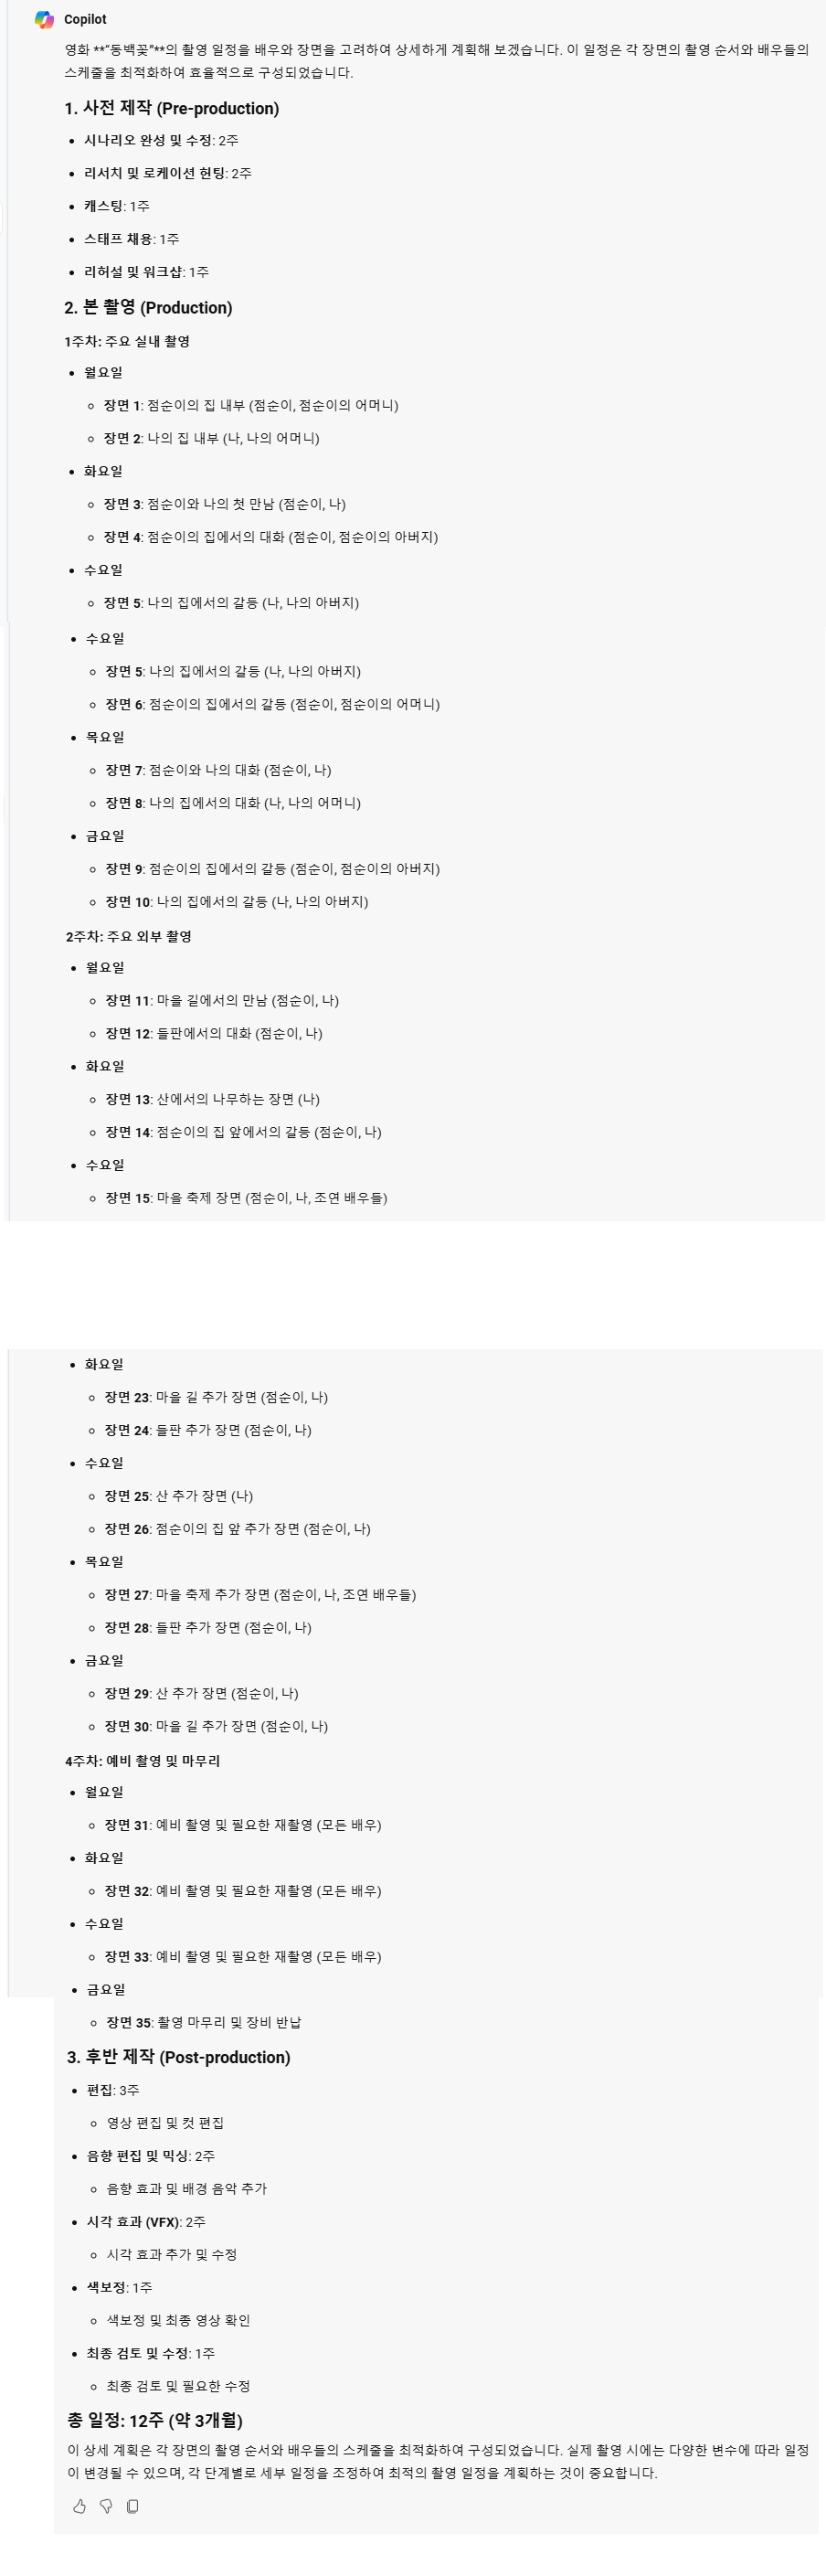 Copilot
영화 **“동백꽃”**의 촬영 일정을 배우와 장면을 고려하여 상세하게 계획해 보겠습니다. 이 일정은 각 장면의 촬영 순서와 배우들의
스케줄을 최적화하여 효율적으로 구성되었습니다.
1. 사전 제작 (Pre-production)
• 시나리오 완성 및 수정: 2주
• 리서치 및 로케이션 헌팅: 2주
• 캐스팅: 1주
• 스태프 채용: 1주
• 리허설 및 워크샵: 1주
2. 본 촬영 (Production)
1주차: 주요 실내 촬영
• 월요일
○ 장면 1: 점순이의 집 내부 (점순이, 점순이의 어머니)
○ 장면 2: 나의 집 내부 (나, 나의 어머니)
• 화요일
○ 장면 3: 점순이와 나의 첫 만남 (점순이, 나)
○ 장면 4: 점순이의 집에서의 대화 (점순이, 점순이의 아버지)
• 수요일
○ 장면 5: 나의 집에서의 갈등 (나, 나의 아버지)
• 수요일
○ 장면 5: 나의 집에서의 갈등 (나, 나의 아버지)
○ 장면 6: 점순이의 집에서의 갈등 (점순이, 점순이의 어머니)
• 목요일
○ 장면 7: 점순이와 나의 대화 (점순이, 나)
○ 장면 8: 나의 집에서의 대화 (나, 나의 어머니)
• 금요일
○ 장면 9: 점순이의 집에서의 갈등 (점순이, 점순이의 아버지)
○ 장면 10: 나의 집에서의 갈등 (나, 나의 아버지)
2주차: 주요 외부 촬영
• 월요일
○ 장면 11: 마을 길에서의 만남 (점순이, 나)
○ 장면 12: 들판에서의 대화 (점순이, 나)
• 화요일
○ 장면 13: 산에서의 나무하는 장면 (나)
○ 장면 14: 점순이의 집 앞에서의 갈등 (점순이, 나)
• 수요일
○ 장면 15: 마을 축제 장면 (점순이, 나, 조연 배우들)
• 화요일
○ 장면 23: 마을 길 추가 장면 (점순이, 나)
○ 장면 24: 들판 추가 장면 (점순이, 나)
• 수요일
○ 장면 25: 산 추가 장면 (나)
○ 장면 26: 점순이의 집 앞 추가 장면 (점순이, 나)
• 목요일
○ 장면 27: 마을 축제 추가 장면 (점순이, 나, 조연 배우들)
○ 장면 28: 들판 추가 장면 (점순이, 나)
• 금요일
○ 장면 29: 산 추가 장면 (점순이, 나)
○ 장면 30: 마을 길 추가 장면 (점순이, 나)
4주차: 예비 촬영 및 마무리
• 월요일
○ 장면 31: 예비 촬영 및 필요한 재촬영 (모든 배우)
• 화요일
○ 장면 32: 예비 촬영 및 필요한 재촬영 (모든 배우)
• 수요일
○ 장면 33: 예비 촬영 및 필요한 재촬영 (모든 배우)
• 금요일
○ 장면 35: 촬영 마무리 및 장비 반납
3. 후반 제작 (Post-production)
• 편집: 3주
○ 영상 편집 및 컷 편집
• 음향 편집 및 믹싱: 2주
○ 음향 효과 및 배경 음악 추가
• 시각 효과 (VFX): 2주
○ 시각 효과 추가 및 수정
• 색보정: 1주
○ 색보정 및 최종 영상 확인
• 최종 검토 및 수정: 1주
○ 최종 검토 및 필요한 수정
총 일정: 12주 (약 3개월)
이 상세 계획은 각 장면의 촬영 순서와 배우들의 스케줄을 최적화하여 구성되었습니다. 실제 촬영 시에는 다양한 변수에 따라 일정
이 변경될 수 있으며, 각 단계별로 세부 일정을 조정하여 최적의 촬영 일정을 계획하는 것이 중요합니다.